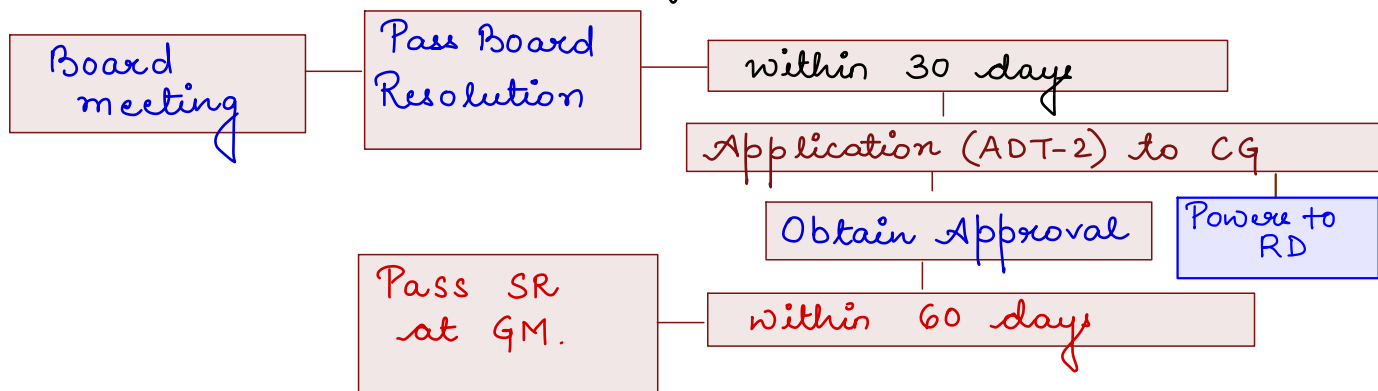 Board
meeting
Pass Board
Resolution
within 30 days
Application (ADT-2) to CG
Obtain Approval
Powers to
RD
within 60 days
Pass SR
at GM.